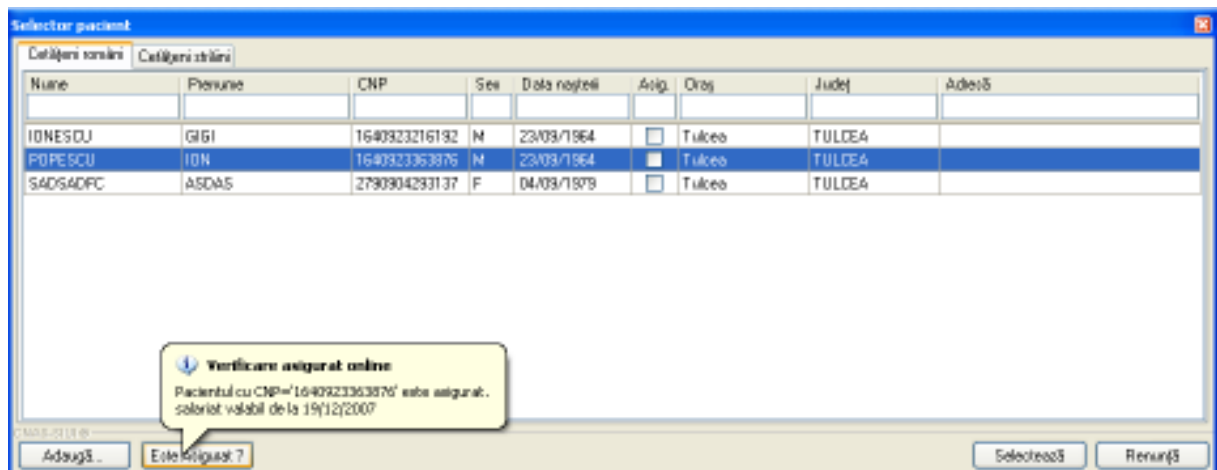 Selector pacient
Cetăţeni români Cetăţeni străini
Nume Prenume CNP Sex Data naşterii Asig. Oraş Judeţ Adresă
IONESCU GIGI 1640923216192 M 23/09/1964 Tulcea TULCEA
POPESCU ION 1640923363876 M 23/09/1964 Tulcea TULCEA
SADSADFC ASDAS 2790904293137 F 04/09/1979 Tulcea TULCEA
Verificare asigurat online
Pacientul cu CNP='1640923363876' este asigurat.
salariat valabil de la 19/12/2007
Adaugă... Este Asigurat ? Selectează Renunţă